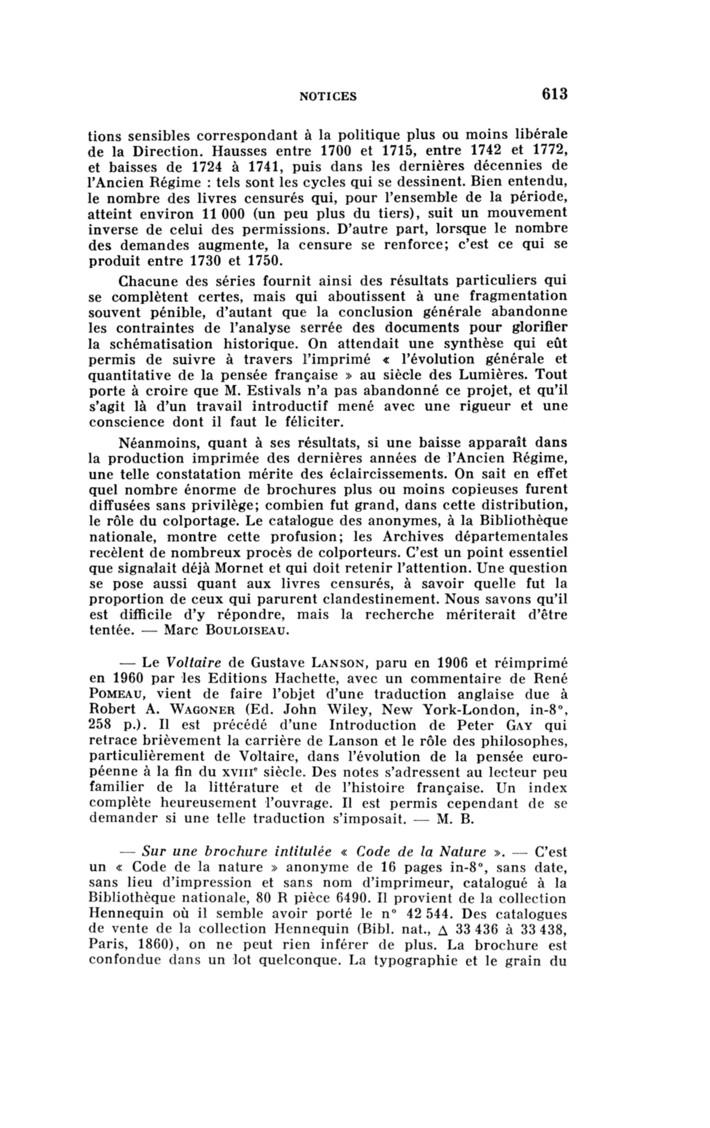 NOTICES 613
tions sensibles correspondant à la politique plus ou moins libérale
de la Direction. Hausses entre 1700 et 1715, entre 1742 et 1772,
et baisses de 1724 à 1741, puis dans les dernières décennies de
l'Ancien Régime : tels sont les cycles qui se dessinent. Bien entendu,
le nombre des livres censurés qui, pour l'ensemble de la période,
atteint environ 11 000 (un peu plus du tiers), suit un mouvement
inverse de celui des permissions. D'autre part, lorsque le nombre
des demandes augmente, la censure se renforce; c'est ce qui se
produit entre 1730 et 1750.
Chacune des séries fournit ainsi des résultats particuliers qui
se complètent certes, mais qui aboutissent à une fragmentation
souvent pénible, d'autant que la conclusion générale abandonne
les contraintes de l'analyse serrée des documents pour glorifier
la schématisation historique. On attendait une synthèse qui eût
permis de suivre à travers l'imprimé « l'évolution générale et
quantitative de la pensée française » au siècle des Lumières. Tout
porte à croire que M. Estivals n'a pas abandonné ce projet, et qu'il
s'agit là d'un travail introductif mené avec une rigueur et une
conscience dont il faut le féliciter.
Néanmoins, quant à ses résultats, si une baisse apparaît dans
la production imprimée des dernières années de l'Ancien Régime,
une telle constatation mérite des éclaircissements. On sait en effet
quel nombre énorme de brochures plus ou moins copieuses furent
diffusées sans privilège; combien fut grand, dans cette distribution,
le rôle du colportage. Le catalogue des anonymes, à la Bibliothèque
nationale, montre cette profusion; les Archives départementales
recèlent de nombreux procès de colporteurs. C'est un point essentiel
que signalait déjà Mornet et qui doit retenir l'attention. Une question
se pose aussi quant aux livres censurés, à savoir quelle fut la
proportion de ceux qui parurent clandestinement. Nous savons qu'il
est difficile d'y répondre, mais la recherche mériterait d'être
tentée. — Marc BOULOISEAU.
— Le Voltaire de Gustave LANSON, paru en 1906 et réimprimé
en 1960 par les Editions Hachette, avec un commentaire de René
POMEAU, vient de faire l'objet d'une traduction anglaise due à
Robert A. WAGONER (Ed. John Wiley, New York-London, in-8°,
258 p.). Il est précédé d'une Introduction de Peter GAY qui
retrace brièvement la carrière de Lanson et le rôle des philosophes,
particulièrement de Voltaire, dans l'évolution de la pensée euro-
péenne à la fin du XVIIIe siècle. Des notes s'adressent au lecteur peu
familier de la littérature et de l'histoire française. Un index
complète heureusement l'ouvrage. Il est permis cependant de se
demander si une telle traduction s'imposait. — M. B.
— Sur une brochure intitulée « Code de la Nature ». — C'est
un « Code de la nature » anonyme de 16 pages in-8°, sans date,
sans lieu d'impression et sans nom d'imprimeur, catalogué à la
Bibliothèque nationale, 80 R pièce 6490. Il provient de la collection
Hennequin où il semble avoir porté le n° 42 544. Des catalogues
de vente de la collection Hennequin (Bibl. nat., Δ 33 436 à 33 438,
Paris, 1860), on ne peut rien inférer de plus. La brochure est
confondue dans un lot quelconque. La typographie et le grain du